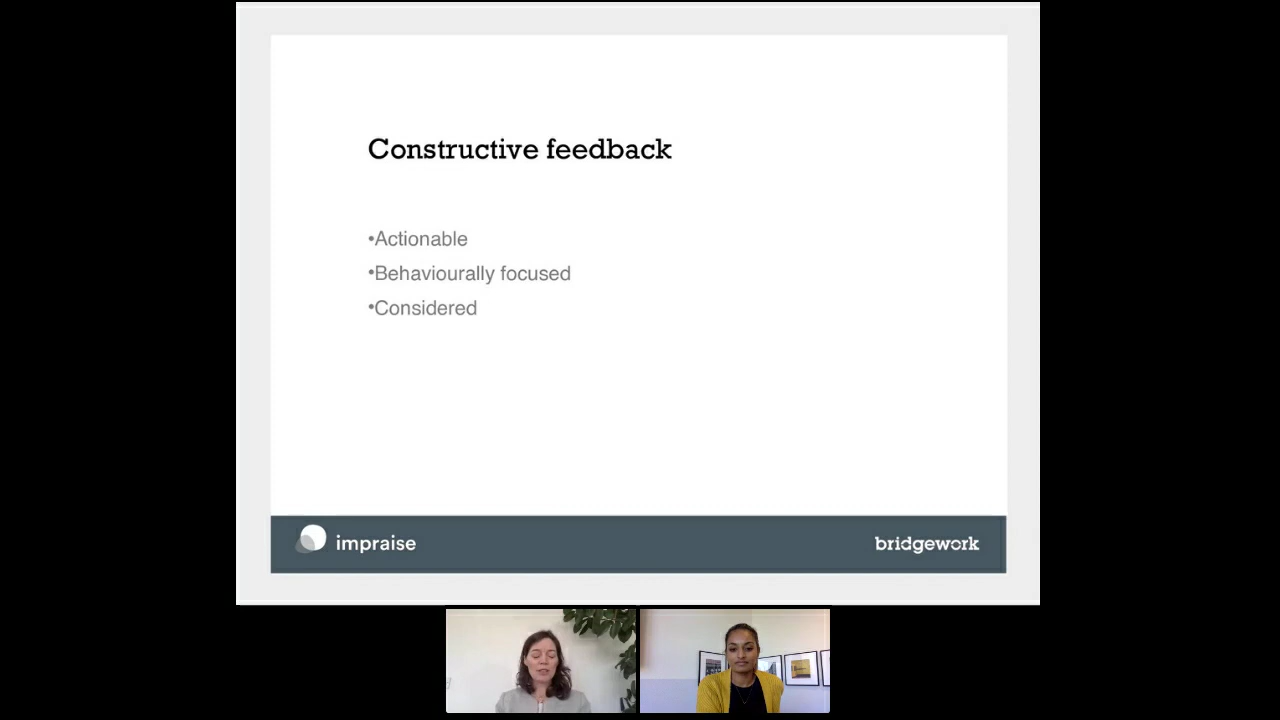 Constructive feedback
•Actionable
•Behaviourally focused
•Considered
impraise
bridgework